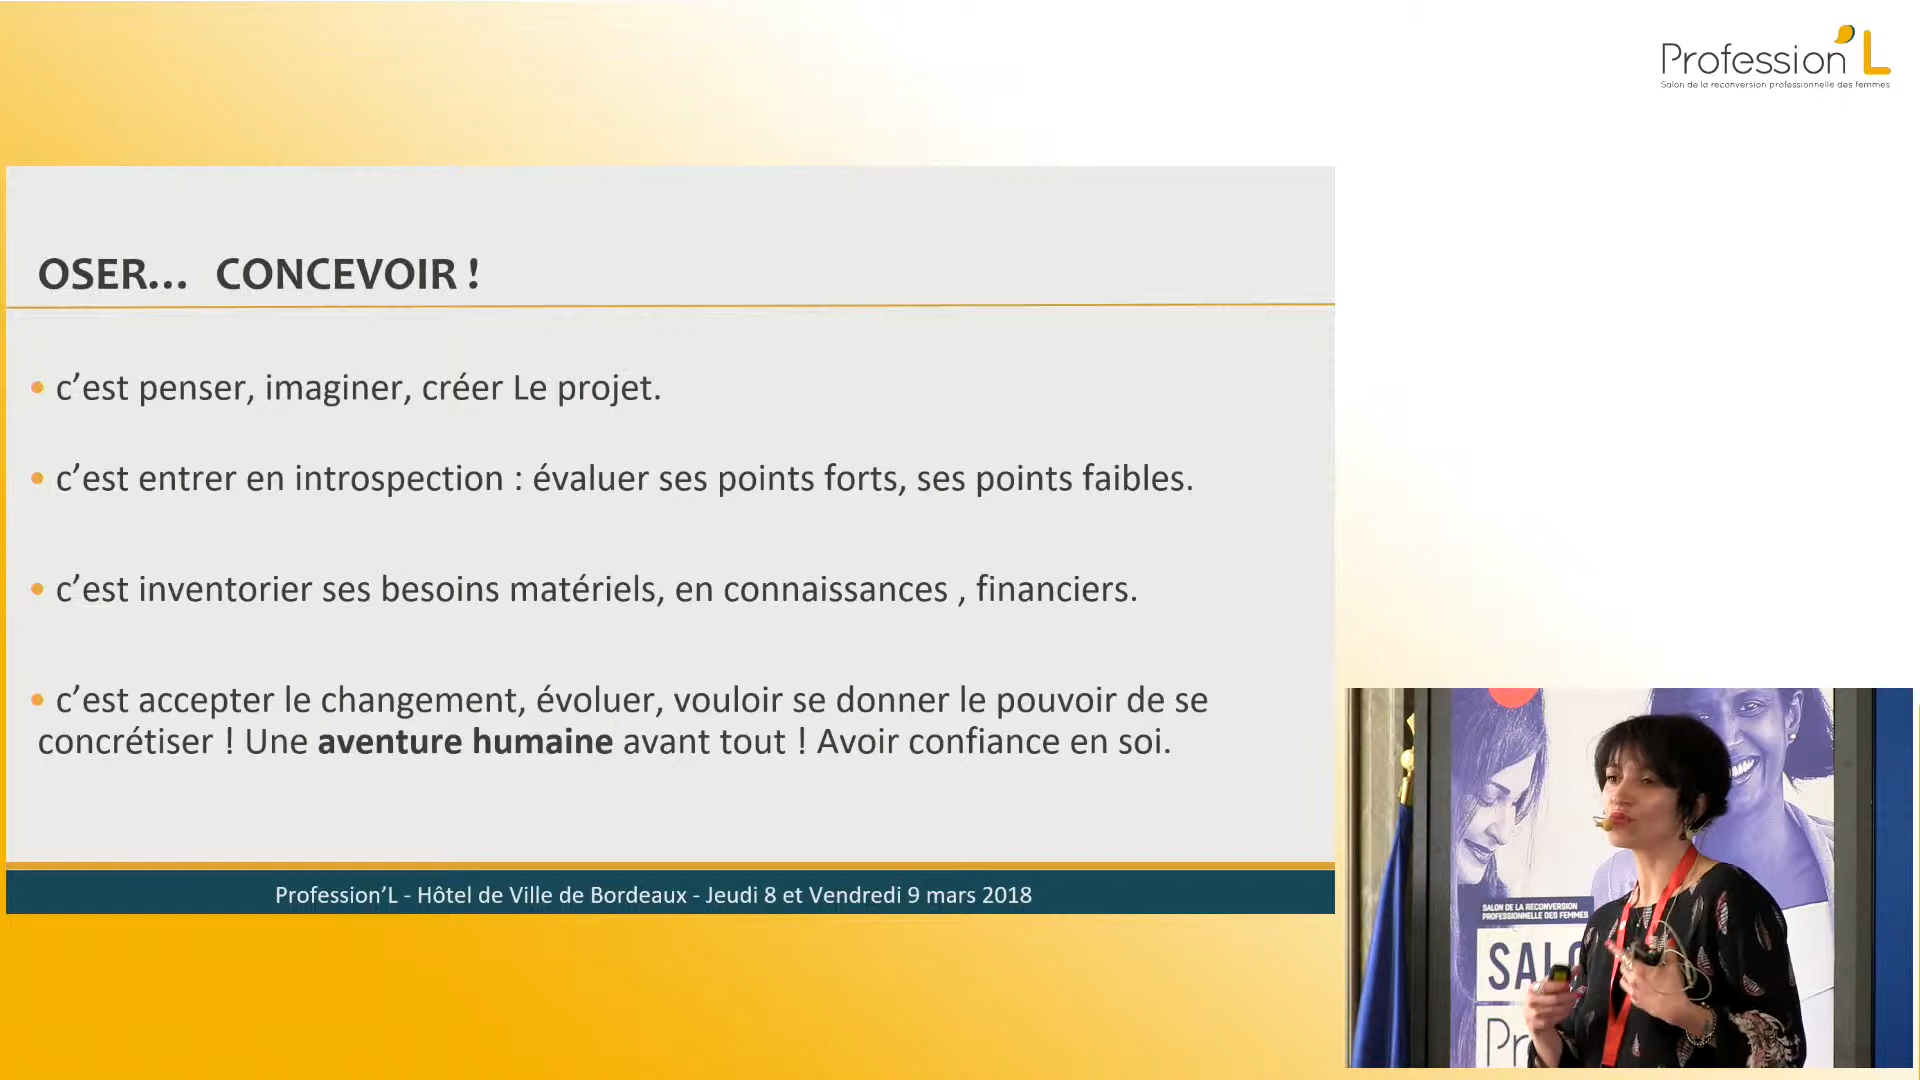 Profession'L
Salon de la reconversion professionnelle des femmes
OSER... CONCEVOIR !
• c’est penser, imaginer, créer Le projet.
• c’est entrer en introspection : évaluer ses points forts, ses points faibles.
• c’est inventorier ses besoins matériels, en connaissances , financiers.
• c’est accepter le changement, évoluer, vouloir se donner le pouvoir de se
concrétiser ! Une aventure humaine avant tout ! Avoir confiance en soi.
Profession’L - Hôtel de Ville de Bordeaux - Jeudi 8 et Vendredi 9 mars 2018
SALON DE LA RECONVERSION
PROFESSIONNELLE DES FEMMES